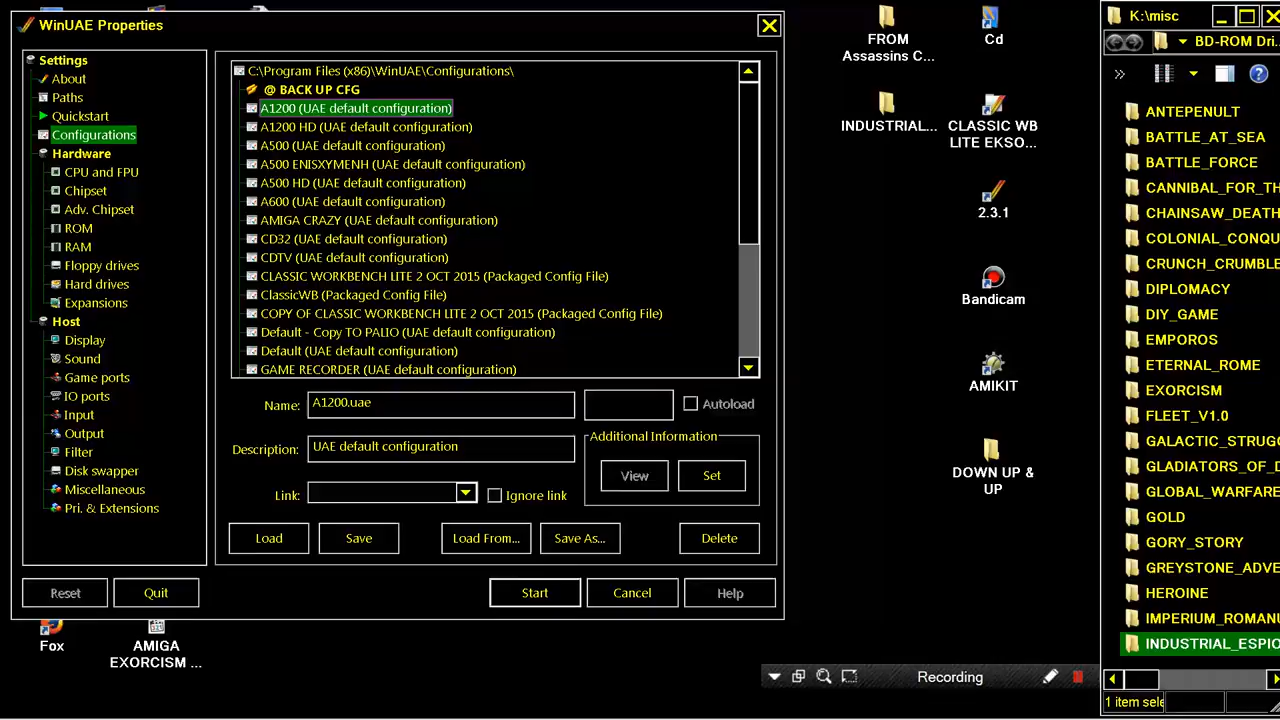 WinUAE Properties
Settings
About
Paths
Quickstart
Configurations
Hardware
CPU and FPU
Chipset
Adv. Chipset
ROM
RAM
Floppy drives
Hard drives
Expansions
Host
Display
Sound
Game ports
IO ports
Input
Output
Filter
Disk swapper
Miscellaneous
Pri. & Extensions
C:\Program Files (x86)\WinUAE\Configurations\
@ BACK UP CFG
A1200 (UAE default configuration)
A1200 HD (UAE default configuration)
A500 (UAE default configuration)
A500 ENISXYMENH (UAE default configuration)
A500 HD (UAE default configuration)
A600 (UAE default configuration)
AMIGA CRAZY (UAE default configuration)
CD32 (UAE default configuration)
CDTV (UAE default configuration)
CLASSIC WORKBENCH LITE 2 OCT 2015 (Packaged Config File)
ClassicWB (Packaged Config File)
COPY OF CLASSIC WORKBENCH LITE 2 OCT 2015 (Packaged Config File)
Default - Copy TO PALIO (UAE default configuration)
Default (UAE default configuration)
GAME RECORDER (UAE default configuration)
Name: A1200.uae
Autoload
Description: UAE default configuration
Additional Information
View Set
Link:
Ignore link
Load Save Load From... Save As... Delete
Reset Quit Start Cancel Help
Fox
AMIGA
EXORCISM ...
FROM
Assassins C...
Cd
INDUSTRIAL...
CLASSIC WB
LITE EKSO...
2.3.1
Bandicam
AMIKIT
DOWN UP &
UP
Recording
K:\misc
BD-ROM Dri...
»
ANTEPENULT
BATTLE_AT_SEA
BATTLE_FORCE
CANNIBAL_FOR_TH
CHAINSAW_DEATH
COLONIAL_CONQU
CRUNCH_CRUMBLE
DIPLOMACY
DIY_GAME
EMPOROS
ETERNAL_ROME
EXORCISM
FLEET_V1.0
GALACTIC_STRUGG
GLADIATORS_OF_D
GLOBAL_WARFARE
GOLD
GORY_STORY
GREYSTONE_ADVE
HEROINE
IMPERIUM_ROMANU
INDUSTRIAL_ESPIO
1 item sele